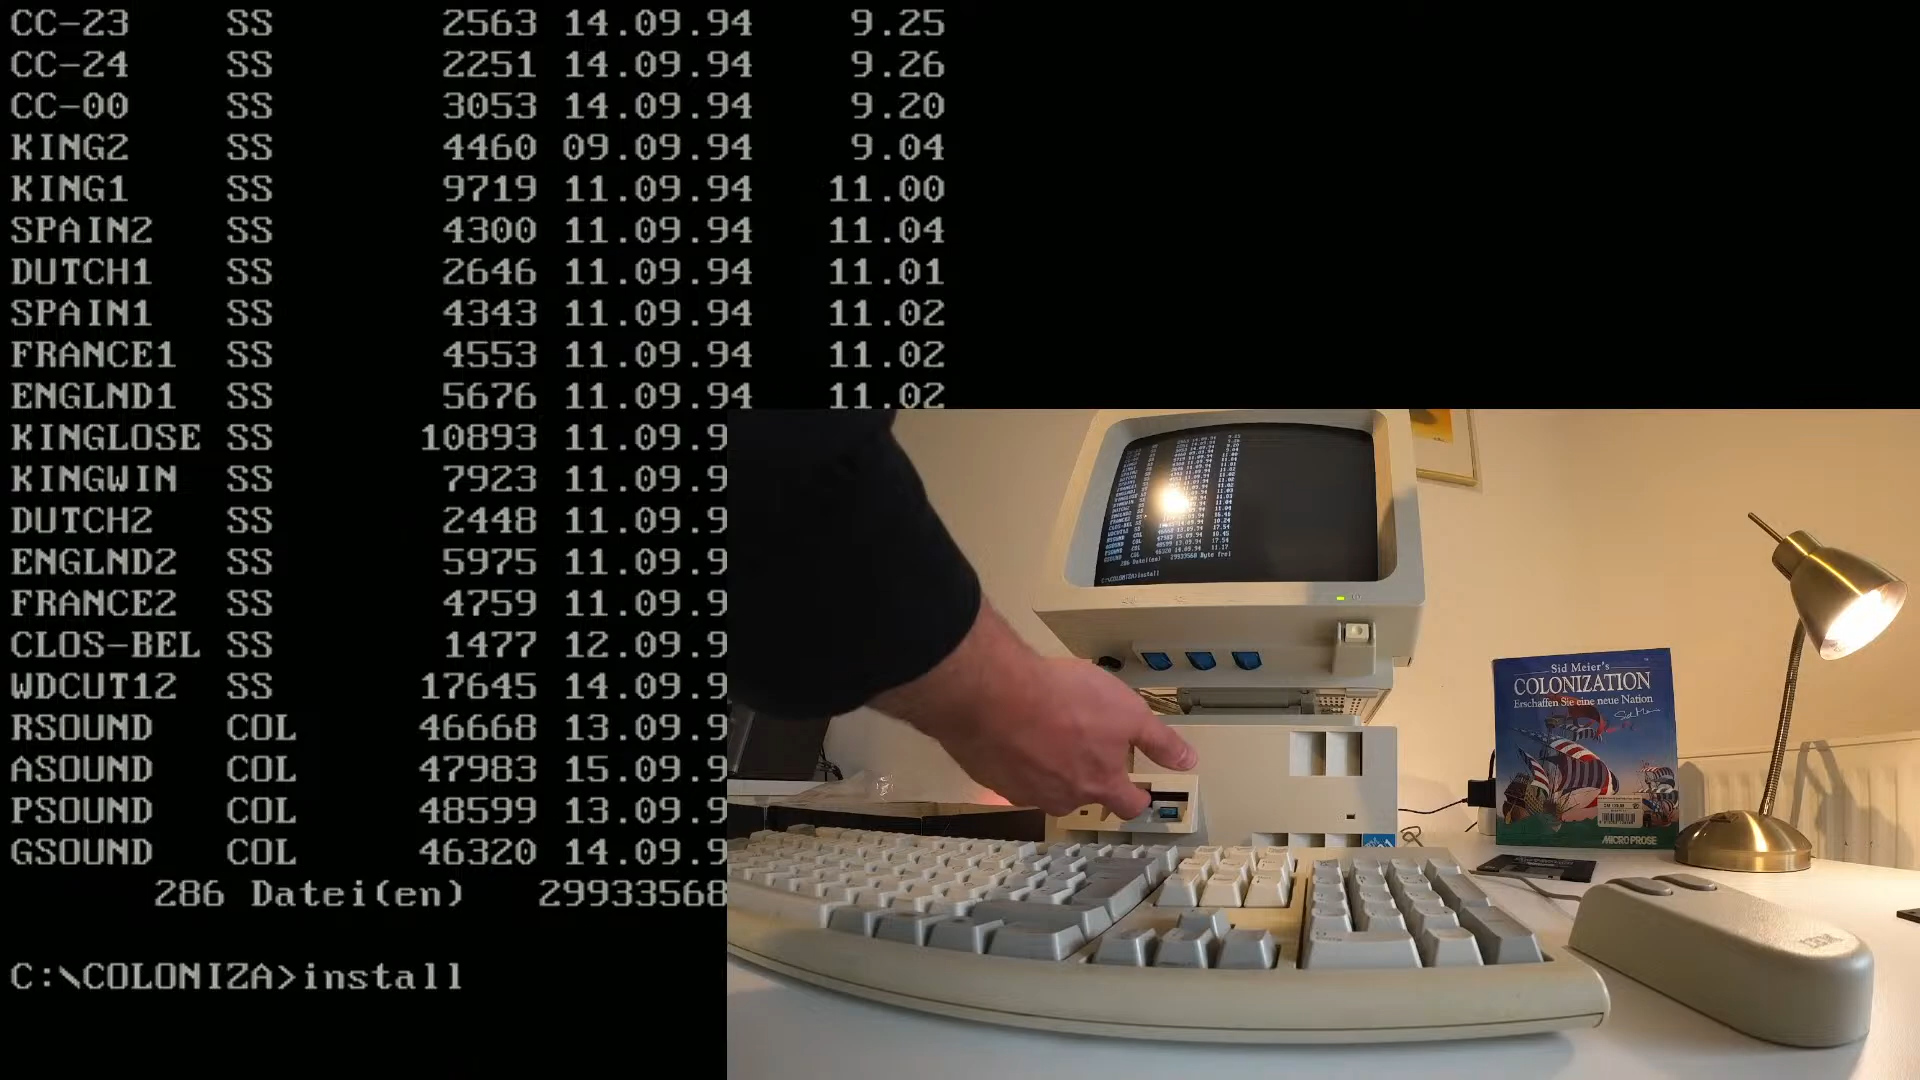 CC-23 SS 2563 14.09.94 9.25
CC-24 SS 2251 14.09.94 9.26
CC-00 SS 3053 14.09.94 9.20
KING2 SS 4460 09.09.94 9.04
KING1 SS 9719 11.09.94 11.00
SPAIN2 SS 4300 11.09.94 11.04
DUTCH1 SS 2646 11.09.94 11.01
SPAIN1 SS 4343 11.09.94 11.02
FRANCE1 SS 4553 11.09.94 11.02
ENGLND1 SS 5676 11.09.94 11.02
KINGLOSE SS 10893 11.09.9
KINGWIN SS 7923 11.09.9
DUTCH2 SS 2448 11.09.9
ENGLND2 SS 5975 11.09.9
FRANCE2 SS 4759 11.09.9
CLOS-BEL SS 1477 12.09.9
WDCUT12 SS 17645 14.09.9
RSOUND COL 46668 13.09.9
ASOUND COL 47983 15.09.9
PSOUND COL 48599 13.09.9
GSOUND COL 46320 14.09.9
286 Datei(en) 29933568
C:\COLONIZA>install
286 Datei(en) 29933568 Byte frei
C:\COLONIZA>install
Sid Meier's
COLONIZATION
Erschaffen Sie eine neue Nation
MICROPROSE
IBM